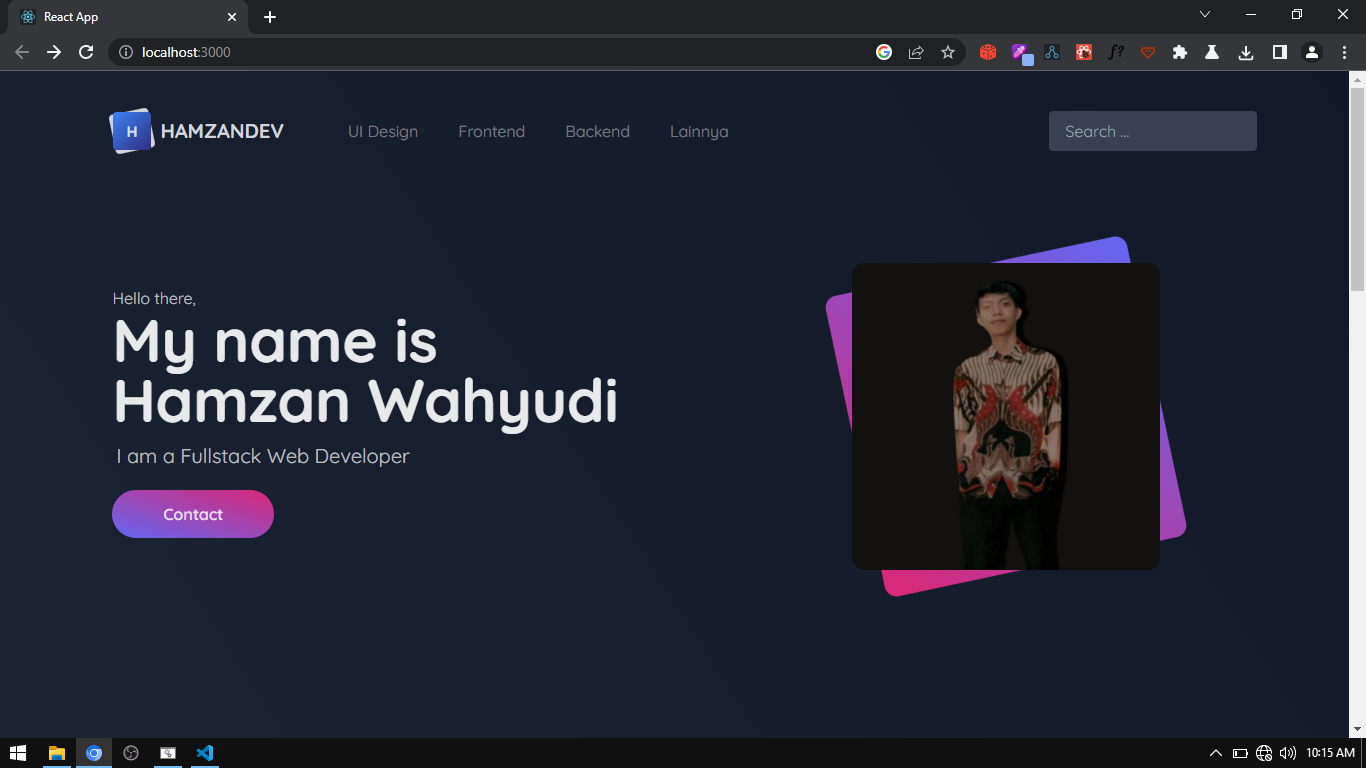 React App
localhost:3000
f?
H HAMZANDEV UI Design Frontend Backend Lainnya Search ...
Hello there,
My name is
Hamzan Wahyudi
I am a Fullstack Web Developer
Contact
10:15 AM